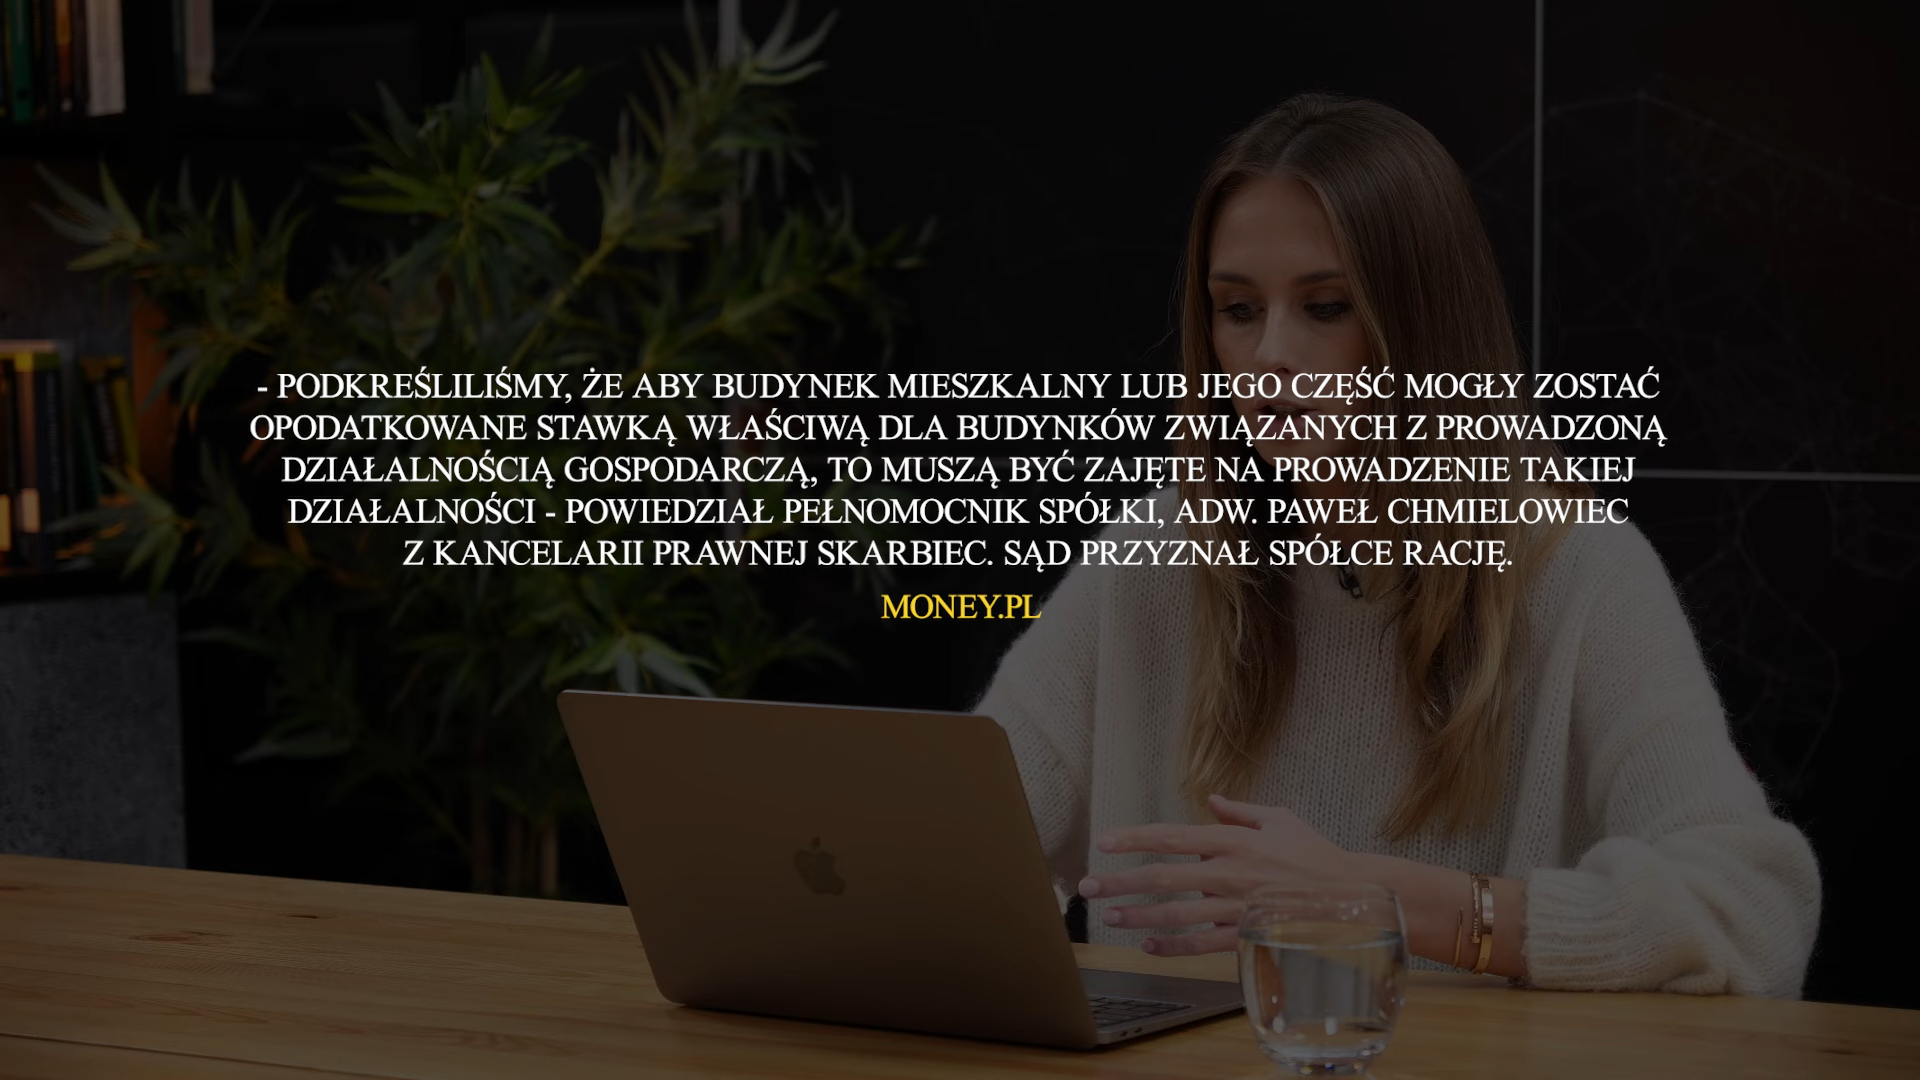 - PODKREŚLILIŚMY, ŻE ABY BUDYNEK MIESZKALNY LUB JEGO CZĘŚĆ MOGŁY ZOSTAĆ
OPODATKOWANE STAWKĄ WŁAŚCIWĄ DLA BUDYNKÓW ZWIĄZANYCH Z PROWADZONĄ
DZIAŁALNOŚCIĄ GOSPODARCZĄ, TO MUSZĄ BYĆ ZAJĘTE NA PROWADZENIE TAKIEJ
DZIAŁALNOŚCI - POWIEDZIAŁ PEŁNOMOCNIK SPÓŁKI, ADW. PAWEŁ CHMIELOWIEC
Z KANCELARII PRAWNEJ SKARBIEC. SĄD PRZYZNAŁ SPÓŁCE RACJĘ.
MONEY.PL